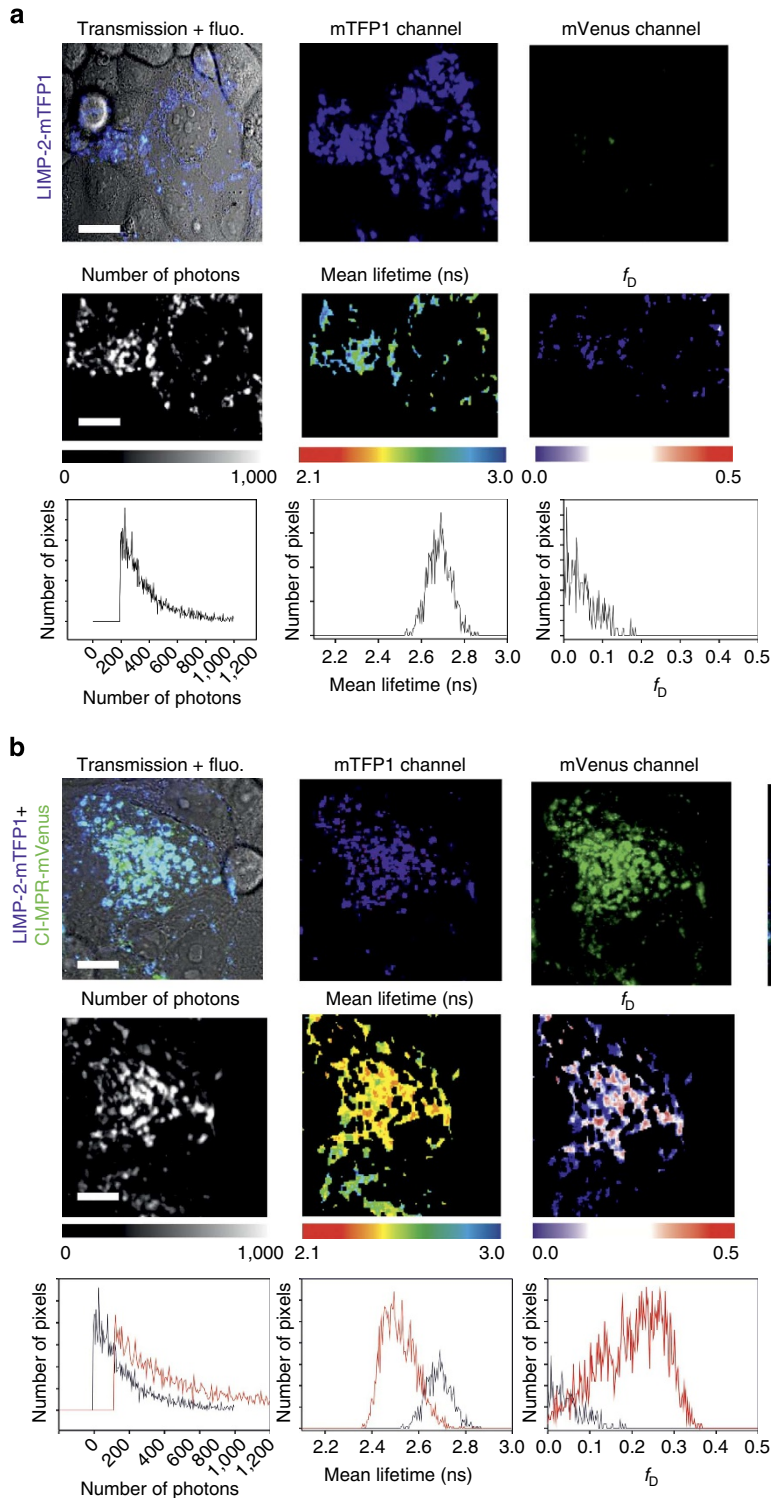 a
Transmission + fluo.
mTFP1 channel
mVenus channel
LIMP-2-mTFP1
Number of photons
Mean lifetime (ns)
fD
0 1,000
2.1 3.0
0.0 0.5
Number of pixels
0 200 400 600 800 1,000 1,200
Number of photons
Number of pixels
2.2 2.4 2.6 2.8 3.0
Mean lifetime (ns)
Number of pixels
0.0 0.1 0.2 0.3 0.4 0.5
fD
b
Transmission + fluo.
mTFP1 channel
mVenus channel
LIMP-2-mTFP1+
CI-MPR-mVenus
Number of photons
Mean lifetime (ns)
fD
0 1,000
2.1 3.0
0.0 0.5
Number of pixels
0 200 400 600 800 1,000 1,200
Number of photons
Number of pixels
2.2 2.4 2.6 2.8 3.0
Mean lifetime (ns)
Number of pixels
0.0 0.1 0.2 0.3 0.4 0.5
fD